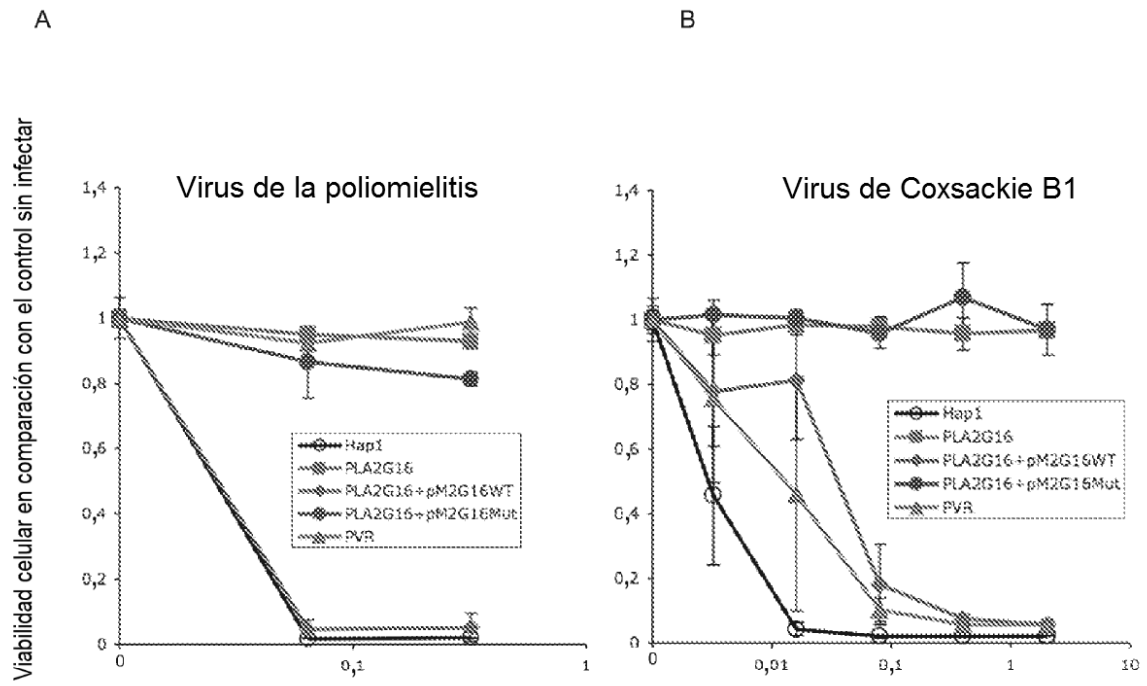 A
B
Viabilidad celular en comparación con el control sin infectar
Virus de la poliomielitis
1,4
1,2
1
0,8
0,6
0,4
0,2
0
0
0,1
1
Hap1
PLA2G16
PLA2G16+pM2G16WT
PLA2G16+pM2G16Mut
PVR
Virus de Coxsackie B1
1,4
1,2
1
0,8
0,6
0,4
0,2
0
0
0,01
0,1
1
10
Hap1
PLA2G16
PLA2G16+pM2G16WT
PLA2G16+pM2G16Mut
PVR